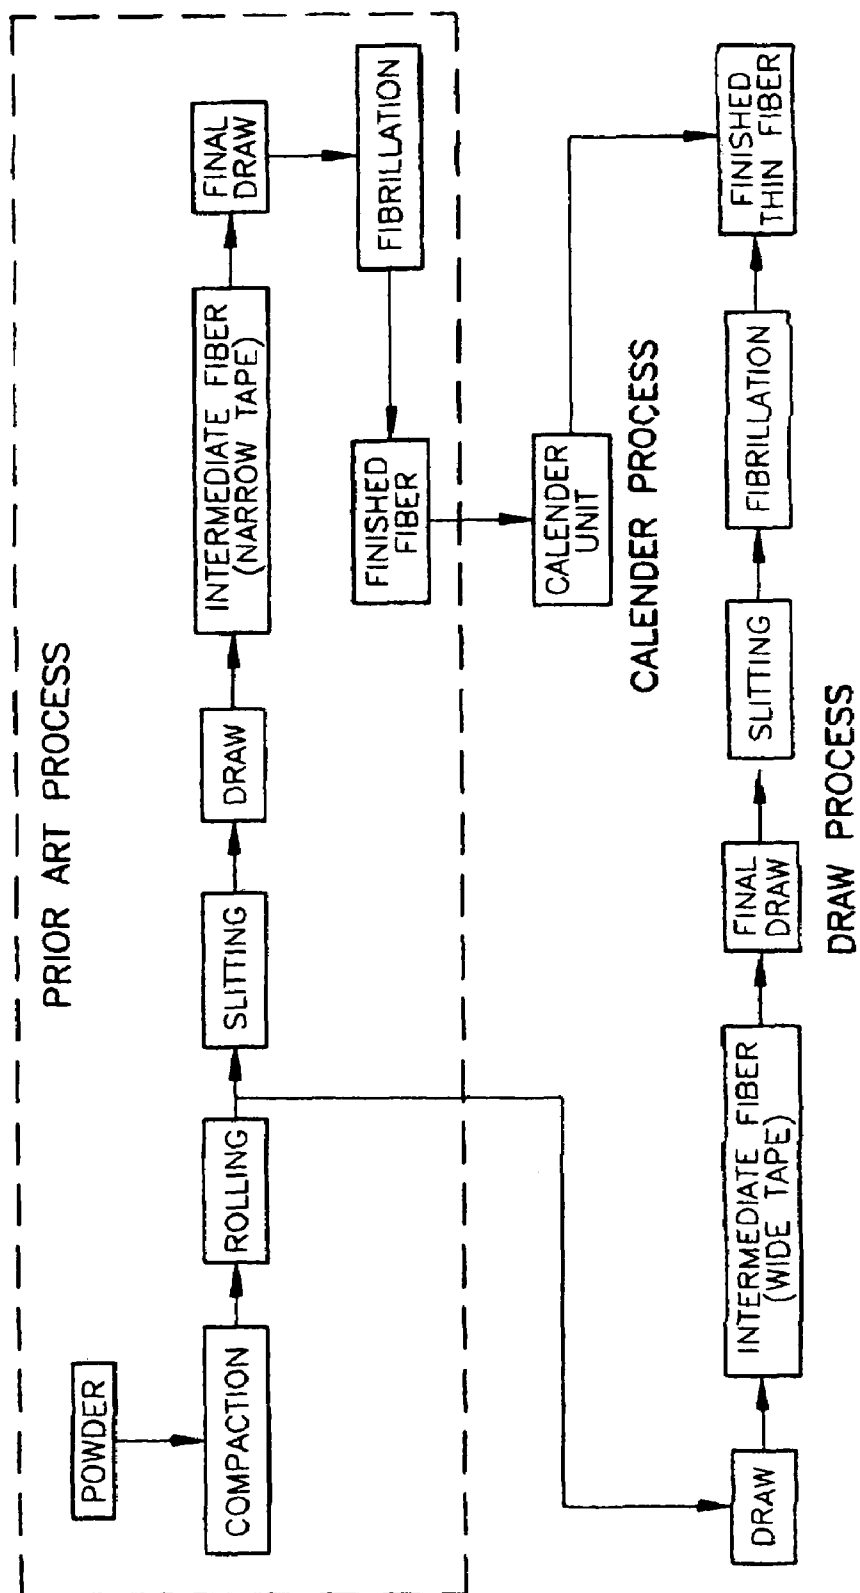 PRIOR ART PROCESS
POWDER
COMPACTION
ROLLING
SLITTING
DRAW
INTERMEDIATE FIBER
(NARROW TAPE)
FINAL
DRAW
FIBRILLATION
FINISHED
FIBER
CALENDER
UNIT
CALENDER PROCESS
DRAW
INTERMEDIATE FIBER
(WIDE TAPE)
FINAL
DRAW
SLITTING
FIBRILLATION
FINISHED
THIN FIBER
DRAW PROCESS